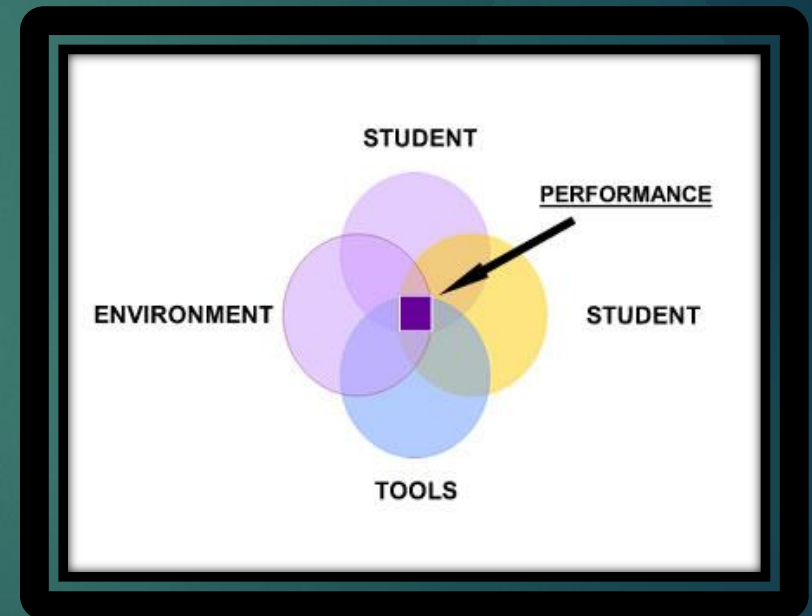 STUDENT
PERFORMANCE
ENVIRONMENT
STUDENT
TOOLS